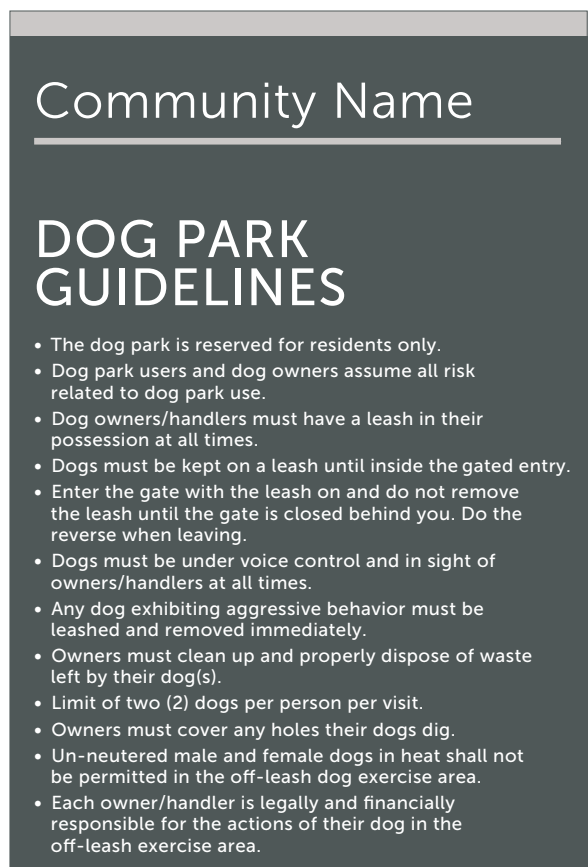 Community Name
DOG PARK
GUIDELINES
• The dog park is reserved for residents only.
• Dog park users and dog owners assume all risk
related to dog park use.
• Dog owners/handlers must have a leash in their
possession at all times.
• Dogs must be kept on a leash until inside the gated entry.
• Enter the gate with the leash on and do not remove
the leash until the gate is closed behind you. Do the
reverse when leaving.
• Dogs must be under voice control and in sight of
owners/handlers at all times.
• Any dog exhibiting aggressive behavior must be
leashed and removed immediately.
• Owners must clean up and properly dispose of waste
left by their dog(s).
• Limit of two (2) dogs per person per visit.
• Owners must cover any holes their dogs dig.
• Un-neutered male and female dogs in heat shall not
be permitted in the off-leash dog exercise area.
• Each owner/handler is legally and financially
responsible for the actions of their dog in the
off-leash exercise area.